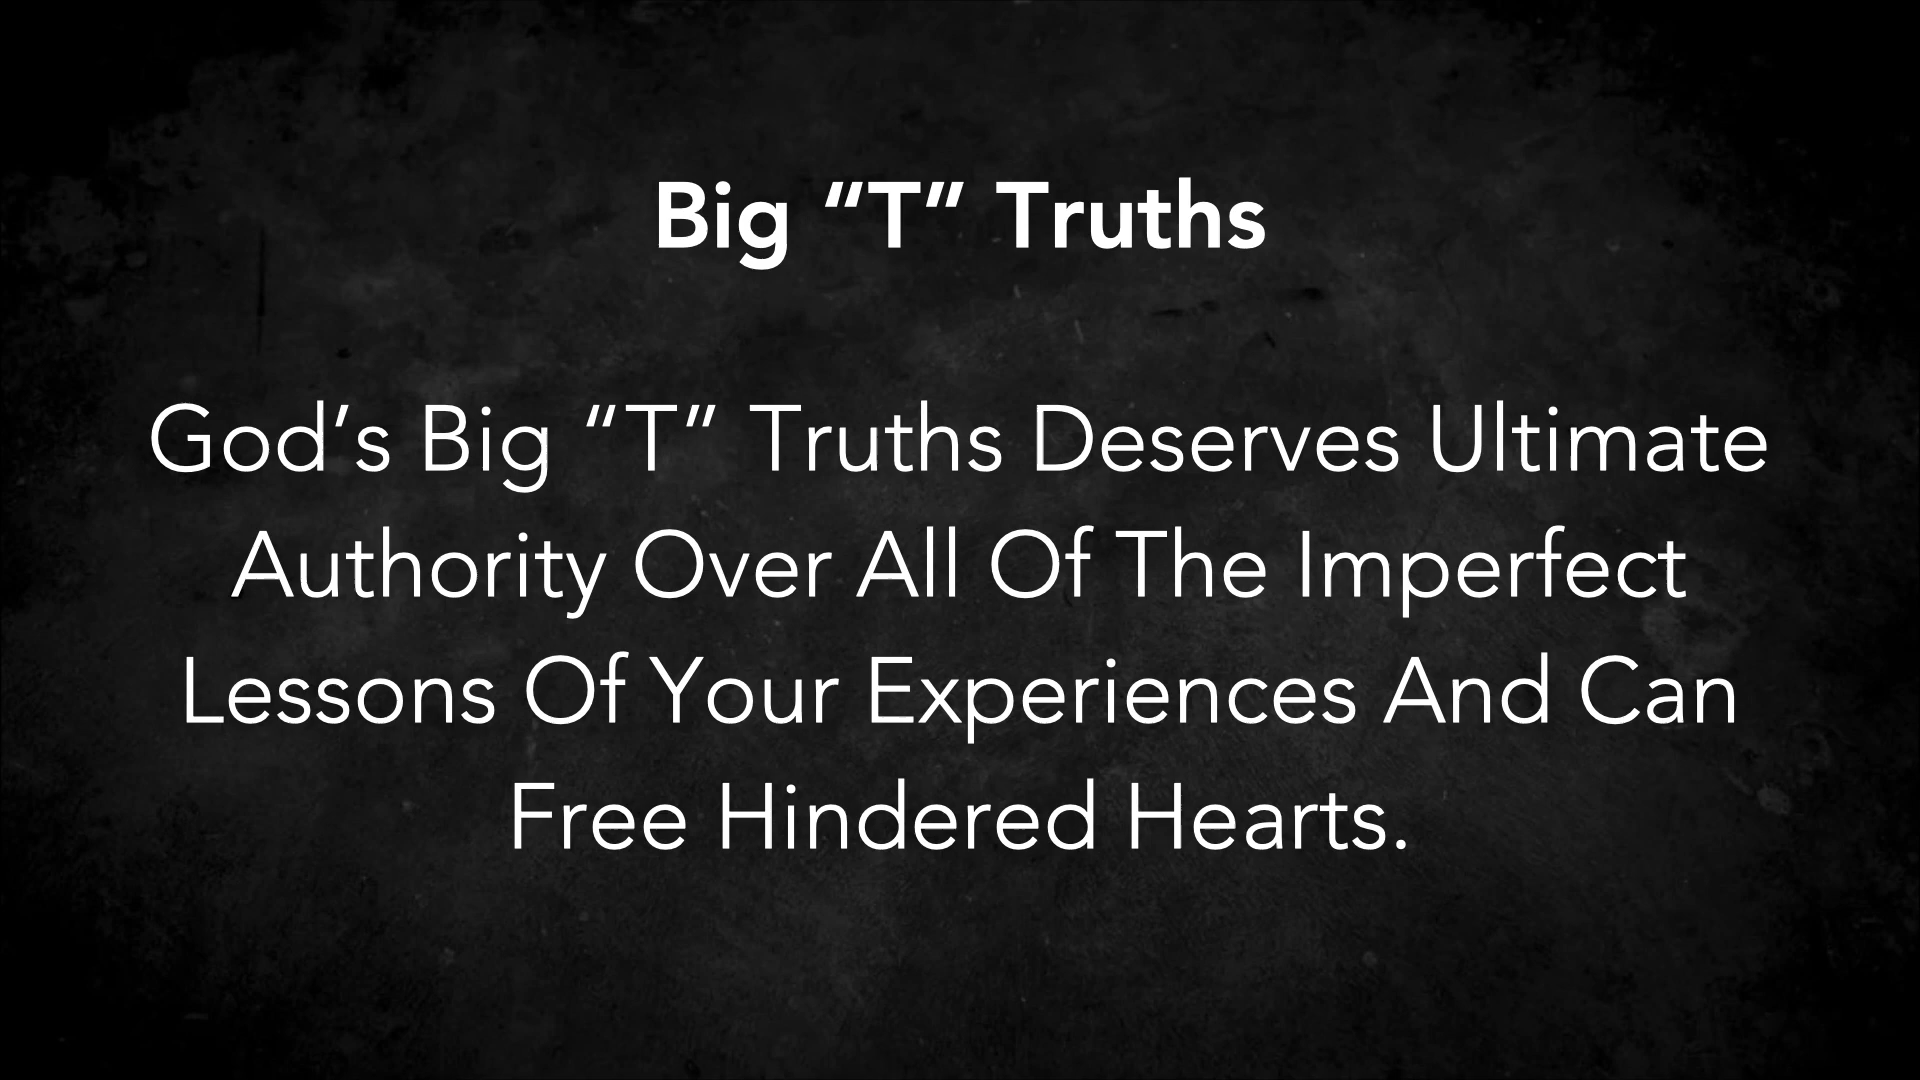 Big “T” Truths
God’s Big “T” Truths Deserves Ultimate
Authority Over All Of The Imperfect
Lessons Of Your Experiences And Can
Free Hindered Hearts.